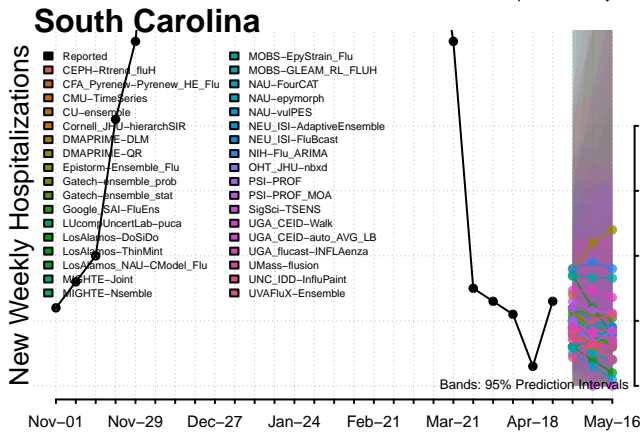 South Carolina
New Weekly Hospitalizations
Reported
CEPH−Rtrend_fluH
CFA_Pyrenew−Pyrenew_HE_Flu
CMU−TimeSeries
CU−ensemble
Cornell_JHU−hierarchSIR
DMAPRIME−DLM
DMAPRIME−QR
Epistorm−Ensemble_Flu
Gatech−ensemble_prob
Gatech−ensemble_stat
Google_SAI−FluEns
LUcompUncertLab−puca
LosAlamos−DoSiDo
LosAlamos−ThinMint
LosAlamos_NAU−CModel_Flu
MIGHTE−Joint
MIGHTE−Nsemble
MOBS−EpyStrain_Flu
MOBS−GLEAM_RL_FLUH
NAU−FourCAT
NAU−epymorph
NAU−vulPES
NEU_ISI−AdaptiveEnsemble
NEU_ISI−FluBcast
NIH−Flu_ARIMA
OHT_JHU−nbxd
PSI−PROF
PSI−PROF_MOA
SigSci−TSENS
UGA_CEID−Walk
UGA_CEID−auto_AVG_LB
UGA_flucast−INFLAenza
UMass−flusion
UNC_IDD−InfluPaint
UVAFluX−Ensemble
Bands: 95% Prediction Intervals
Nov−01 Nov−29 Dec−27 Jan−24 Feb−21 Mar−21 Apr−18 May−16